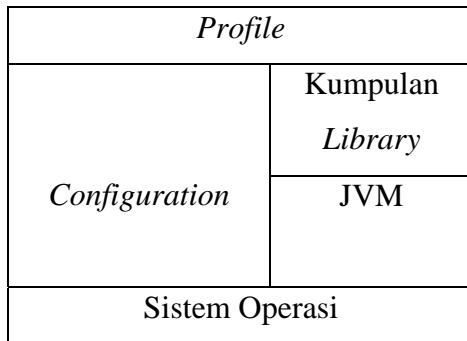 Profile
Kumpulan
Library
Configuration
JVM
Sistem Operasi